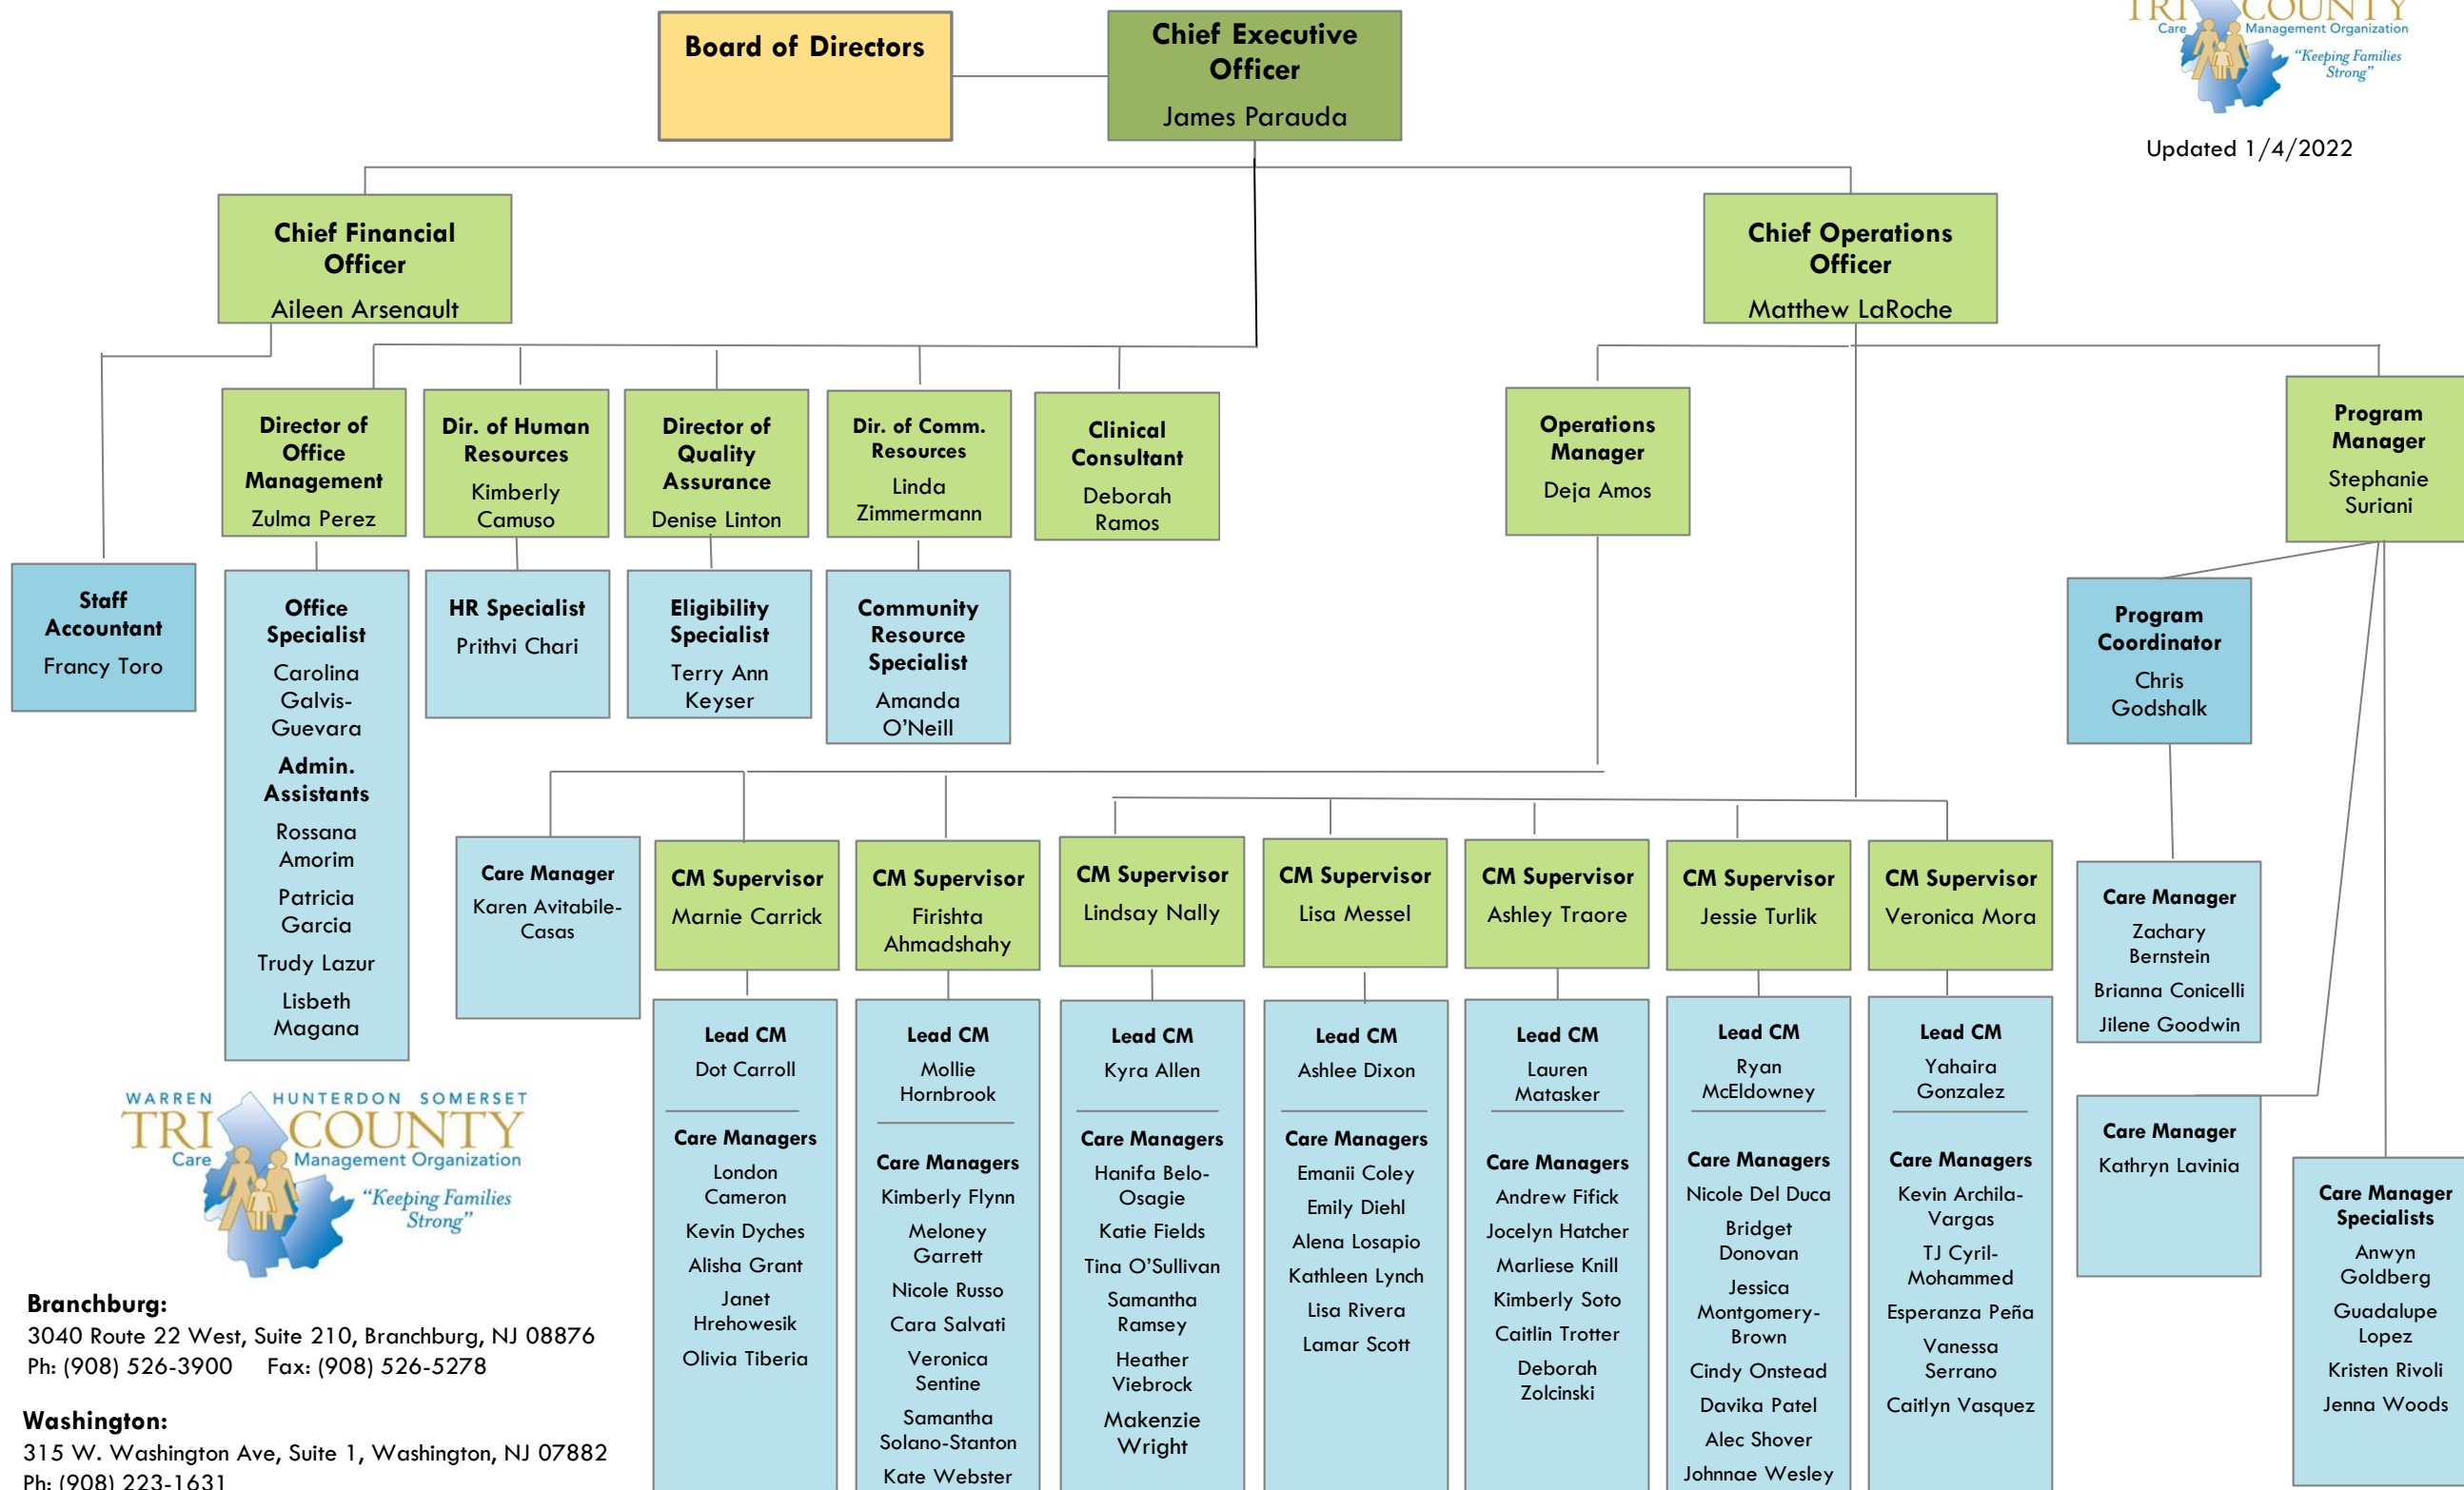 Board of Directors
Chief Executive
Officer
James Parauda
TRI COUNTY
Care Management Organization
"Keeping Families
Strong"
Updated 1/4/2022
Chief Financial
Officer
Aileen Arsenault
Chief Operations
Officer
Matthew LaRoche
Director of
Office
Management
Zulma Perez
Dir. of Human
Resources
Kimberly
Camuso
Director of
Quality
Assurance
Denise Linton
Dir. of Comm.
Resources
Linda
Zimmermann
Clinical
Consultant
Deborah
Ramos
Operations
Manager
Deja Amos
Program
Manager
Stephanie
Suriani
Staff
Accountant
Francy Toro
Office
Specialist
Carolina
Galvis-
Guevara
Admin.
Assistants
Rossana
Amorim
Patricia
Garcia
Trudy Lazur
Lisbeth
Magana
HR Specialist
Prithvi Chari
Eligibility
Specialist
Terry Ann
Keyser
Community
Resource
Specialist
Amanda
O'Neill
Program
Coordinator
Chris
Godshalk
Care Manager
Karen Avitabile-
Casas
CM Supervisor
Marnie Carrick
CM Supervisor
Firishta
Ahmadshahy
CM Supervisor
Lindsay Nally
CM Supervisor
Lisa Messel
CM Supervisor
Ashley Traore
CM Supervisor
Jessie Turlik
CM Supervisor
Veronica Mora
Care Manager
Zachary
Bernstein
Brianna Conicelli
Jilene Goodwin
Lead CM
Dot Carroll
Care Managers
London
Cameron
Kevin Dyches
Alisha Grant
Janet
Hrehowesik
Olivia Tiberia
Lead CM
Mollie
Hornbrook
Care Managers
Kimberly Flynn
Meloney
Garrett
Nicole Russo
Cara Salvati
Veronica
Sentine
Samantha
Solano-Stanton
Kate Webster
Lead CM
Kyra Allen
Care Managers
Hanifa Belo-
Osagie
Katie Fields
Tina O'Sullivan
Samantha
Ramsey
Heather
Viebrock
Makenzie
Wright
Lead CM
Ashlee Dixon
Care Managers
Emanii Coley
Emily Diehl
Alena Losapio
Kathleen Lynch
Lisa Rivera
Lamar Scott
Lead CM
Lauren
Matasker
Care Managers
Andrew Fifick
Jocelyn Hatcher
Marliese Knill
Kimberly Soto
Caitlin Trotter
Deborah
Zolcinski
Lead CM
Ryan
McEldowney
Care Managers
Nicole Del Duca
Bridget
Donovan
Jessica
Montgomery-
Brown
Cindy Onstead
Davika Patel
Alec Shover
Johnnae Wesley
Lead CM
Yahaira
Gonzalez
Care Managers
Kevin Archila-
Vargas
TJ Cyril-
Mohammed
Esperanza Peña
Vanessa
Serrano
Caitlyn Vasquez
Care Manager
Kathryn Lavinia
Care Manager
Specialists
Anwyn
Goldberg
Guadalupe
Lopez
Kristen Rivoli
Jenna Woods
WARREN HUNTERDON SOMERSET
TRI COUNTY
Care Management Organization
"Keeping Families
Strong"
Branchburg:
3040 Route 22 West, Suite 210, Branchburg, NJ 08876
Ph: (908) 526-3900 Fax: (908) 526-5278
Washington:
315 W. Washington Ave, Suite 1, Washington, NJ 07882
Ph: (908) 223-1631